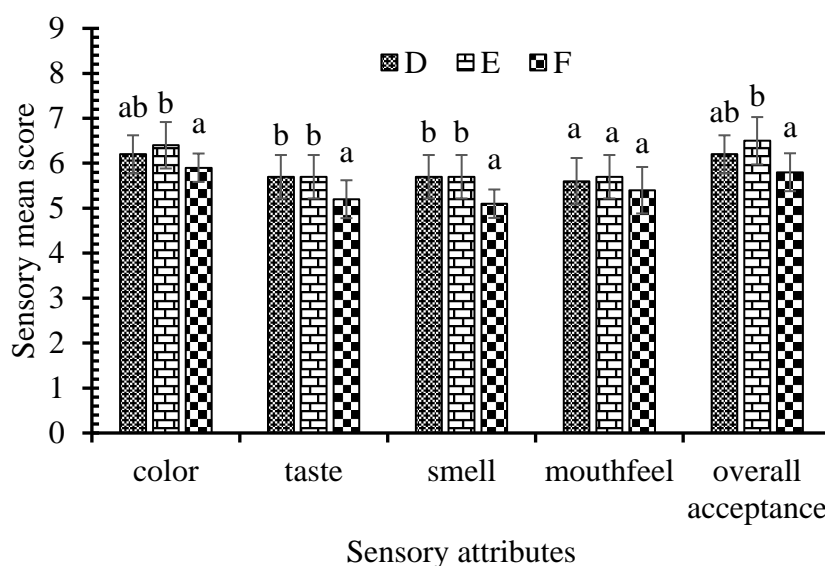 9
8
7
6
5
4
3
2
1
0
Sensory mean score
D E F
ab b a
b b a
b b a
a a a
ab b a
color taste smell mouthfeel overall
acceptance
Sensory attributes